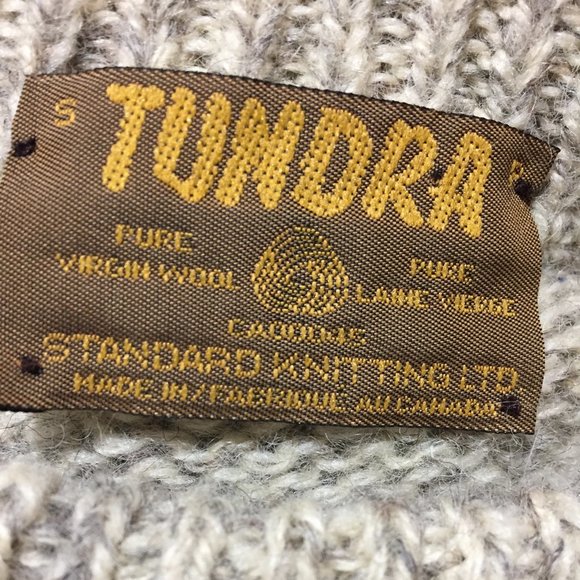 S TUNDRA P
PURE PURE
VIRGIN WOOL LAINE VIERGE
STANDARD KNITTING LTD
MADE IN/FABRIQUE AU CANADA